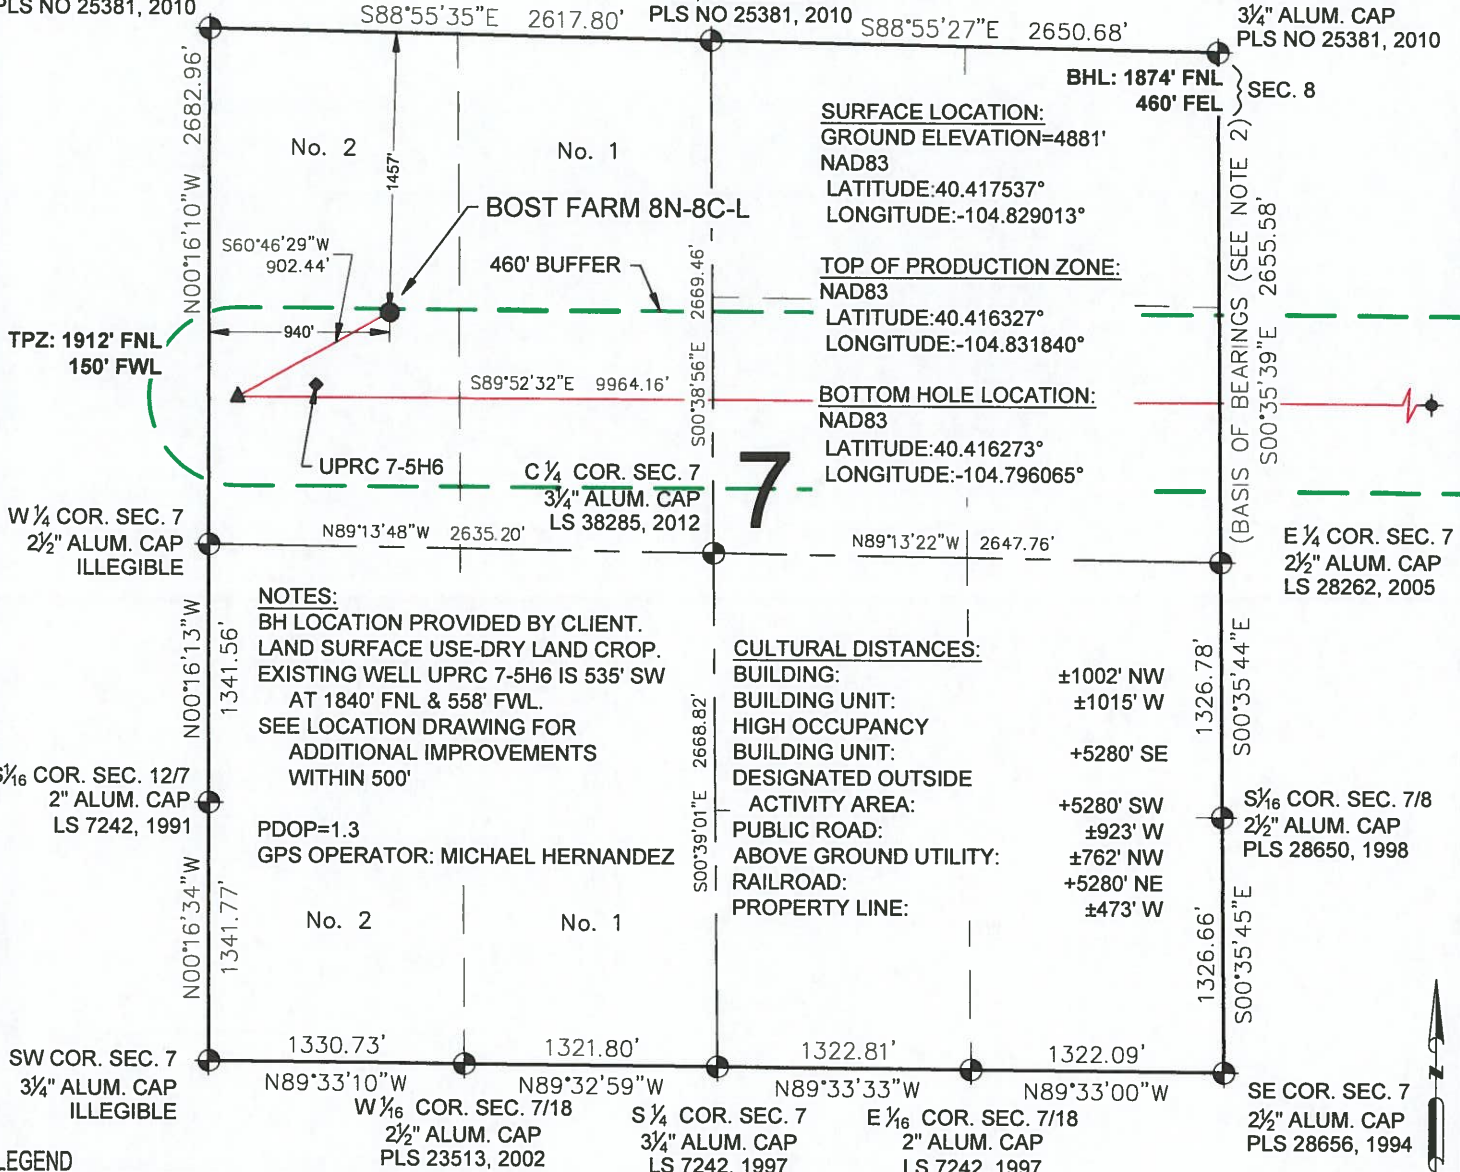 PLS NO 25381, 2010
S88°55'35"E 2617.80'
PLS NO 25381, 2010
S88°55'27"E 2650.68'
3¼" ALUM. CAP
PLS NO 25381, 2010
BHL: 1874' FNL
460' FEL
SEC. 8
N00°16'10"W 2682.96'
No. 2
No. 1
1457'
SURFACE LOCATION:
GROUND ELEVATION=4881'
NAD83
LATITUDE:40.417537°
LONGITUDE:-104.829013°
BOST FARM 8N-8C-L
S60°46'29"W
902.44'
460' BUFFER
TOP OF PRODUCTION ZONE:
NAD83
LATITUDE:40.416327°
LONGITUDE:-104.831840°
(BASIS OF BEARINGS (SEE NOTE 2)
S00°35'39"E 2655.58'
TPZ: 1912' FNL
150' FWL
940'
S89°52'32"E 9964.16'
S00°38'56"E 2669.46'
BOTTOM HOLE LOCATION:
NAD83
LATITUDE:40.416273°
LONGITUDE:-104.796065°
UPRC 7-5H6
C ¼ COR. SEC. 7
3¼" ALUM. CAP
LS 38285, 2012
7
W ¼ COR. SEC. 7
2½" ALUM. CAP
ILLEGIBLE
N89°13'48"W 2635.20'
N89°13'22"W 2647.76'
E ¼ COR. SEC. 7
2½" ALUM. CAP
LS 28262, 2005
NOTES:
BH LOCATION PROVIDED BY CLIENT.
LAND SURFACE USE-DRY LAND CROP.
EXISTING WELL UPRC 7-5H6 IS 535' SW
AT 1840' FNL & 558' FWL.
SEE LOCATION DRAWING FOR
ADDITIONAL IMPROVEMENTS
WITHIN 500'
PDOP=1.3
GPS OPERATOR: MICHAEL HERNANDEZ
N00°16'13"W
1341.56'
S00°39'01"E 2668.82'
CULTURAL DISTANCES:
BUILDING: ±1002' NW
BUILDING UNIT: ±1015' W
HIGH OCCUPANCY
BUILDING UNIT: +5280' SE
DESIGNATED OUTSIDE
ACTIVITY AREA: +5280' SW
PUBLIC ROAD: ±923' W
ABOVE GROUND UTILITY: ±762' NW
RAILROAD: +5280' NE
PROPERTY LINE: ±473' W
1326.78'
S00°35'44"E
S1/16 COR. SEC. 12/7
2" ALUM. CAP
LS 7242, 1991
S1/16 COR. SEC. 7/8
2½" ALUM. CAP
PLS 28650, 1998
N00°16'34"W
1341.77'
No. 2
No. 1
1326.66'
S00°35'45"E
SW COR. SEC. 7
3¼" ALUM. CAP
ILLEGIBLE
1330.73'
N89°33'10"W
1321.80'
N89°32'59"W
1322.81'
N89°33'33"W
1322.09'
N89°33'00"W
W 1/16 COR. SEC. 7/18
2½" ALUM. CAP
PLS 23513, 2002
S ¼ COR. SEC. 7
3¼" ALUM. CAP
LS 7242, 1997
E 1/16 COR. SEC. 7/18
2" ALUM. CAP
LS 7242, 1997
SE COR. SEC. 7
2½" ALUM. CAP
PLS 28656, 1994
N
LEGEND